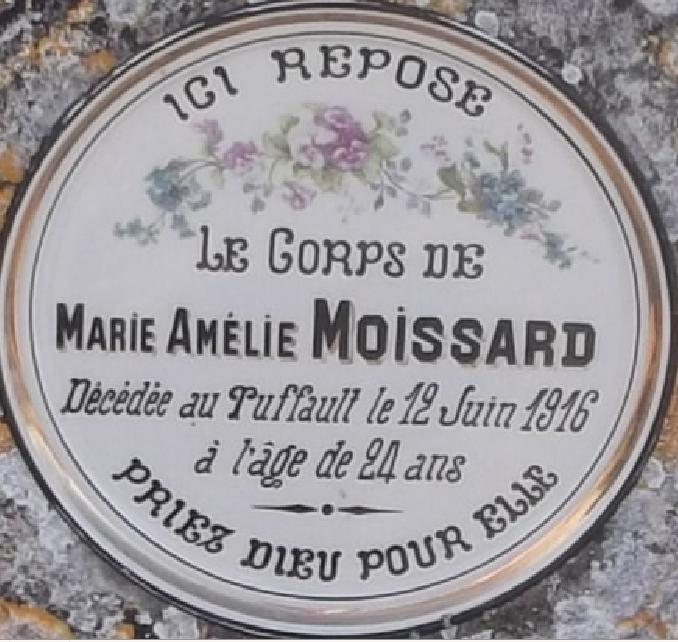 ICI REPOSE
LE CORPS DE
MARIE AMÉLIE MOISSARD
Décédée au Tuffault le 12 Juin 1916
à l'âge de 24 ans
PRIEZ DIEU POUR ELLE